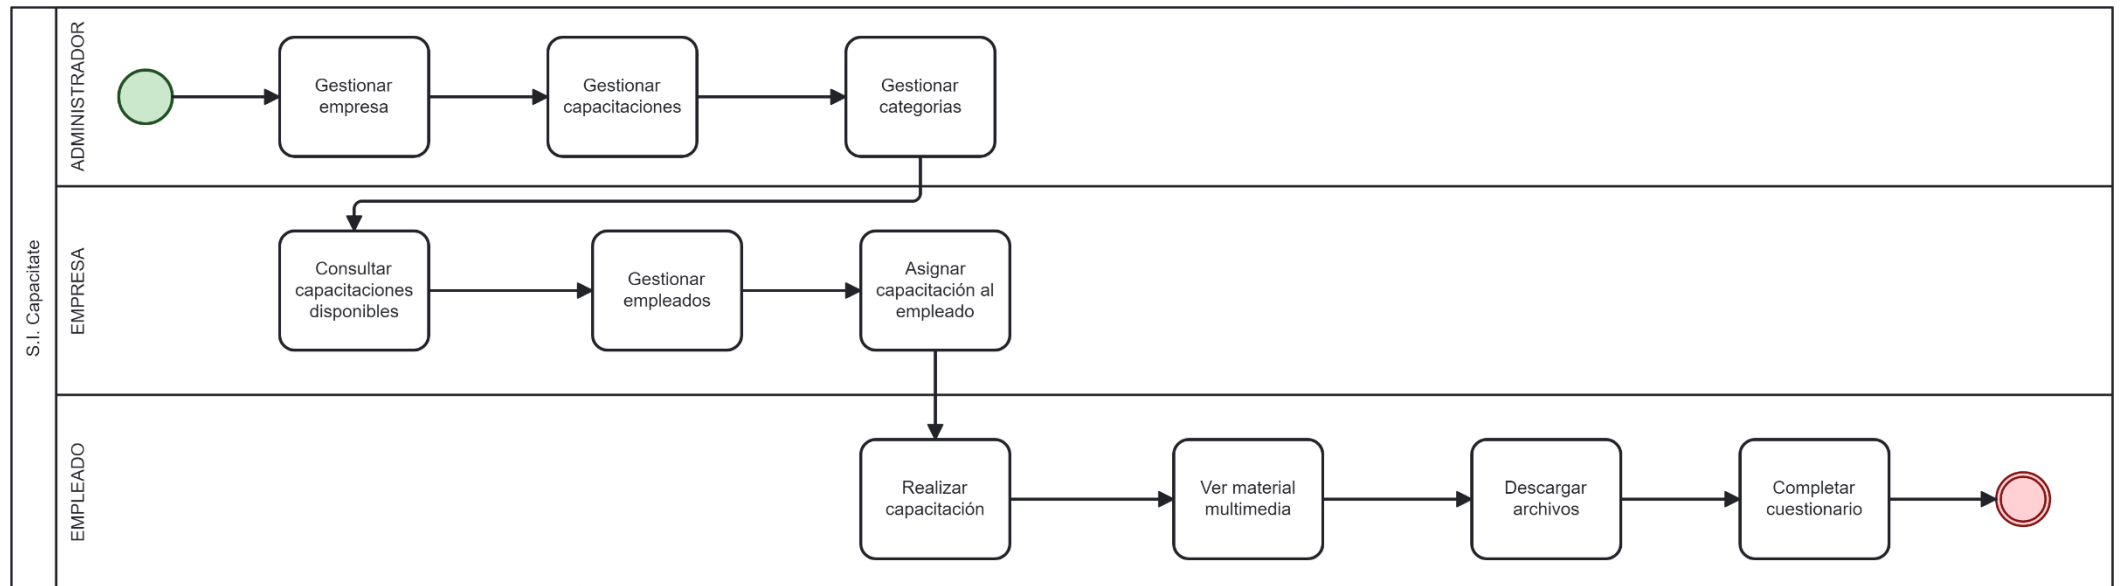 S.I. Capacitate
ADMINISTRADOR
Gestionar
empresa
Gestionar
capacitaciones
Gestionar
categorias
EMPRESA
Consultar
capacitaciones
disponibles
Gestionar
empleados
Asignar
capacitación al
empleado
EMPLEADO
Realizar
capacitación
Ver material
multimedia
Descargar
archivos
Completar
cuestionario